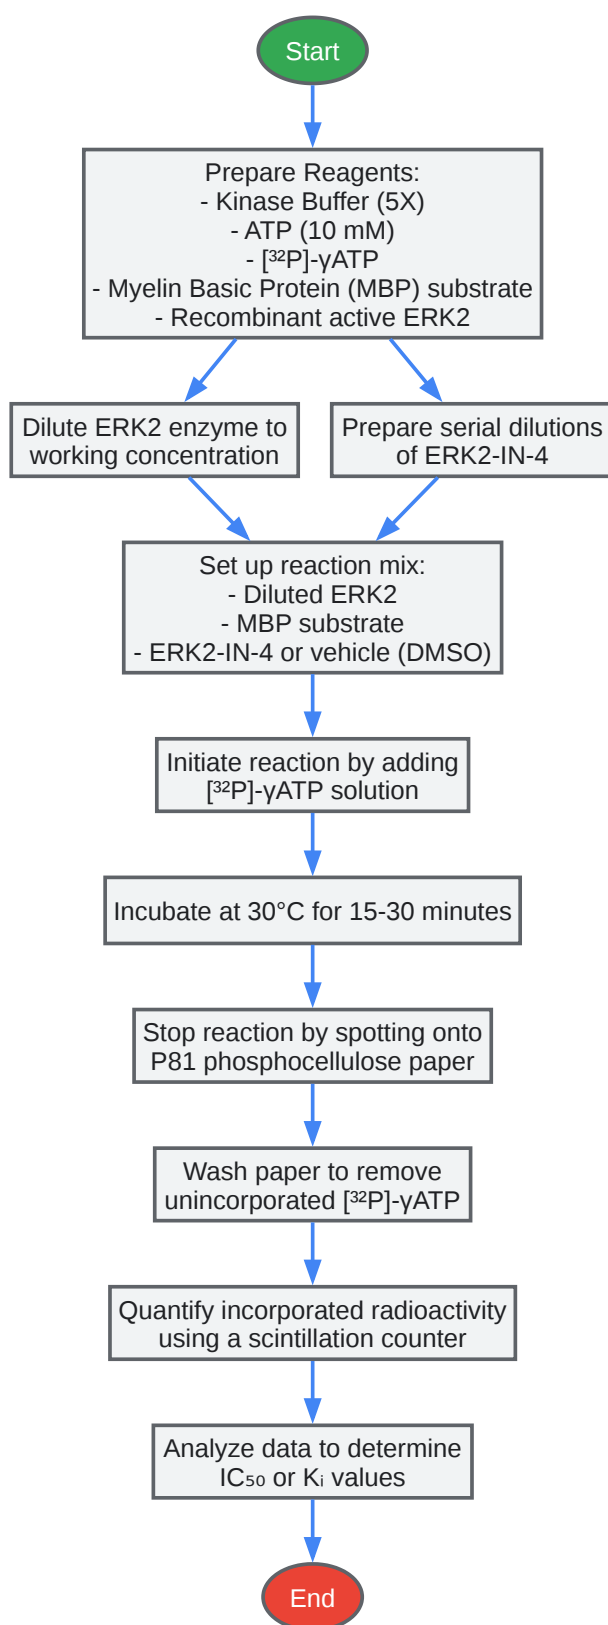 Start
Prepare Reagents:
- Kinase Buffer (5X)
- ATP (10 mM)
- [³²P]-γATP
- Myelin Basic Protein (MBP) substrate
- Recombinant active ERK2
Dilute ERK2 enzyme to
working concentration
Prepare serial dilutions
of ERK2-IN-4
Set up reaction mix:
- Diluted ERK2
- MBP substrate
- ERK2-IN-4 or vehicle (DMSO)
Initiate reaction by adding
[³²P]-γATP solution
Incubate at 30°C for 15-30 minutes
Stop reaction by spotting onto
P81 phosphocellulose paper
Wash paper to remove
unincorporated [³²P]-γATP
Quantify incorporated radioactivity
using a scintillation counter
Analyze data to determine
IC₅₀ or Kᵢ values
End